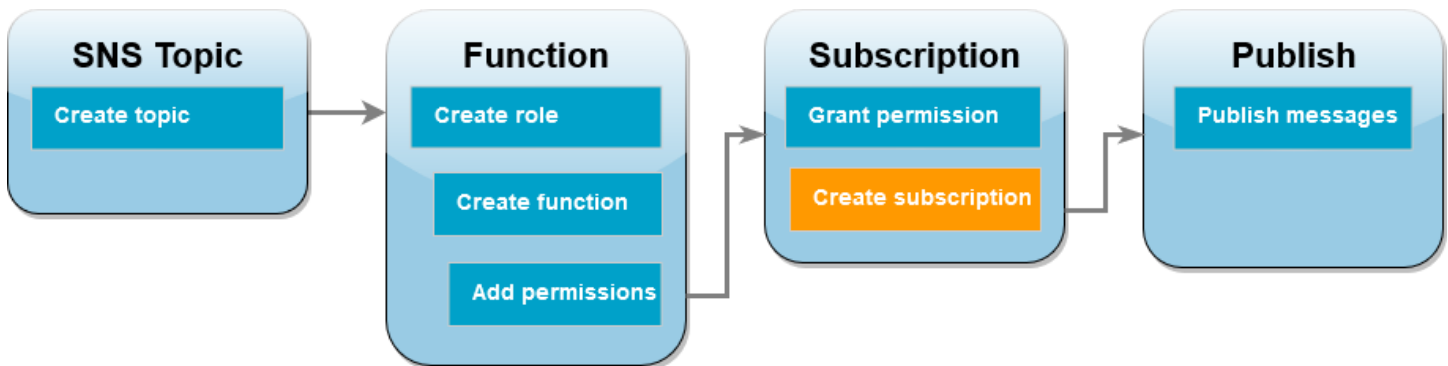 SNS Topic
Create topic
Function
Create role
Create function
Add permissions
Subscription
Grant permission
Create subscription
Publish
Publish messages